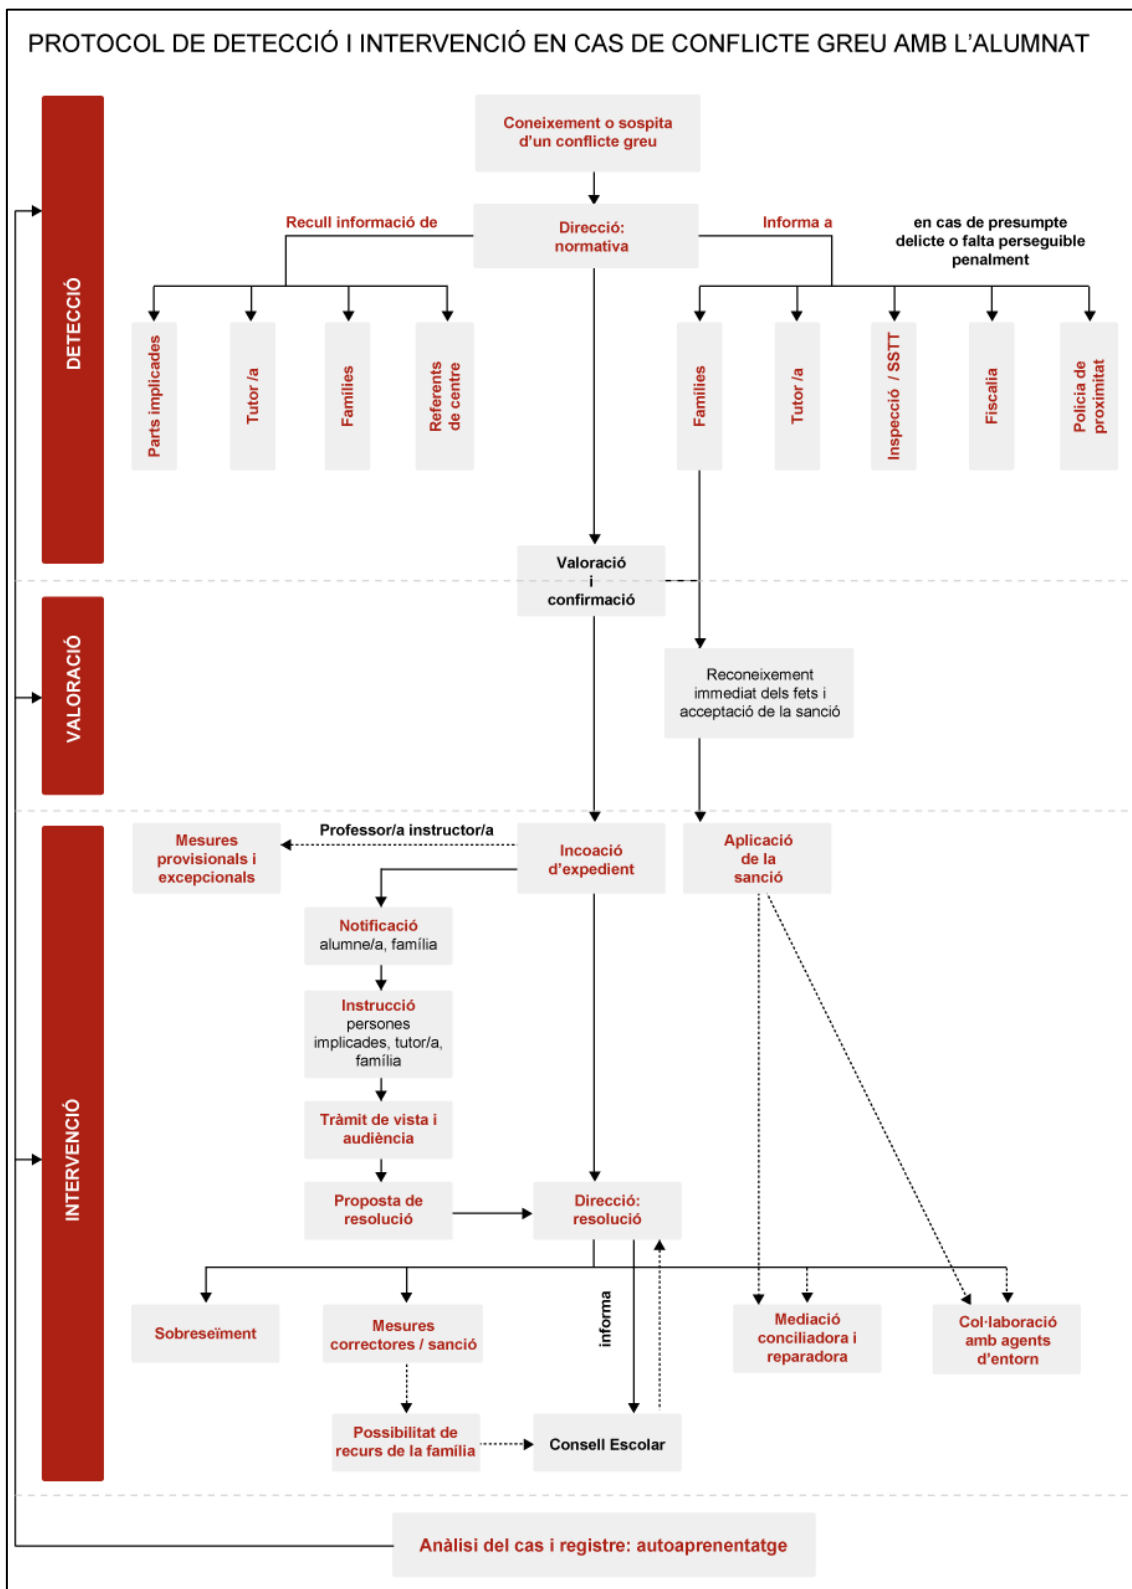 PROTOCOL DE DETECCIÓ I INTERVENCIÓ EN CAS DE CONFLICTE GREU AMB L'ALUMNAT
DETECCIÓ
Coneixement o sospita
d'un conflicte greu
Recull informació de
Direcció:
normativa
Informa a
en cas de presumpte
delicte o falta perseguible
penalment
Parts implicades
Tutor /a
Famílies
Referents
de centre
Famílies
Tutor /a
Inspecció / SSTT
Fiscalia
Policia de
proximitat
Valoració
i
confirmació
VALORACIÓ
Reconeixement
immediat dels fets i
acceptació de la sanció
INTERVENCIÓ
Mesures
provisionals i
excepcionals
Professor/a instructor/a
Incoació
d'expedient
Aplicació
de la
sanció
Notificació
alumne/a, família
Instrucció
persones
implicades, tutor/a,
família
Tràmit de vista i
audiència
Proposta de
resolució
Direcció:
resolució
Sobreseïment
Mesures
correctores / sanció
informa
Mediació
conciliadora i
reparadora
Col·laboració
amb agents
d'entorn
Possibilitat de
recurs de la família
Consell Escolar
Anàlisi del cas i registre: autoaprenentatge